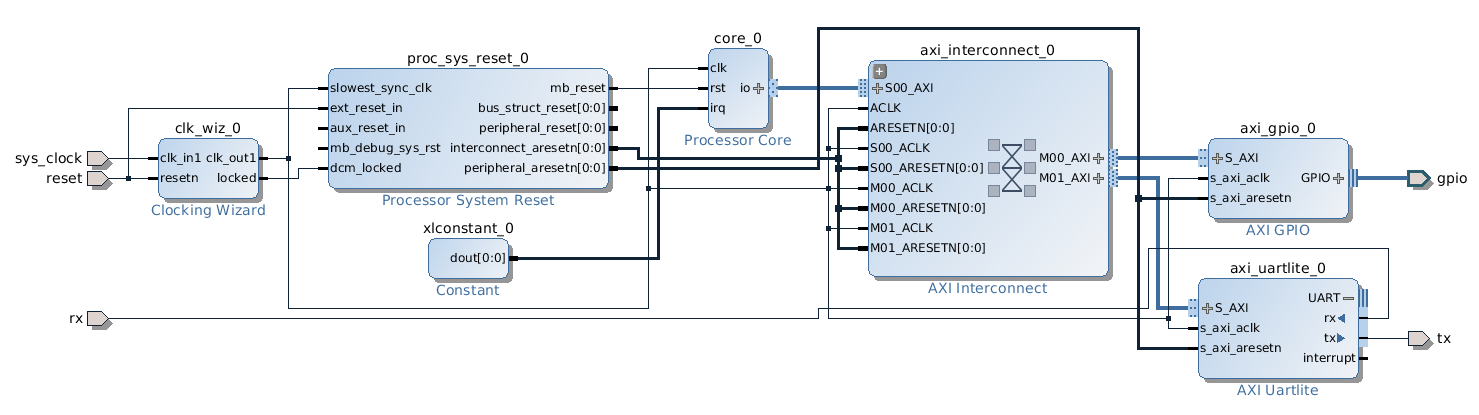 sys_clock
reset
rx
clk_wiz_0
clk_in1 clk_out1
resetn locked
Clocking Wizard
proc_sys_reset_0
slowest_sync_clk mb_reset
ext_reset_in bus_struct_reset[0:0]
aux_reset_in peripheral_reset[0:0]
mb_debug_sys_rst interconnect_aresetn[0:0]
dcm_locked peripheral_aresetn[0:0]
Processor System Reset
xlconstant_0
dout[0:0]
Constant
core_0
clk
rst io
irq
Processor Core
axi_interconnect_0
S00_AXI
ACLK
ARESETN[0:0]
S00_ACLK
S00_ARESETN[0:0]
M00_ACLK
M00_ARESETN[0:0]
M01_ACLK
M01_ARESETN[0:0]
M00_AXI
M01_AXI
AXI Interconnect
axi_gpio_0
S_AXI
s_axi_aclk GPIO
s_axi_aresetn
AXI GPIO
gpio
axi_uartlite_0
UART
S_AXI
rx
s_axi_aclk
tx
s_axi_aresetn
interrupt
AXI Uartlite
tx